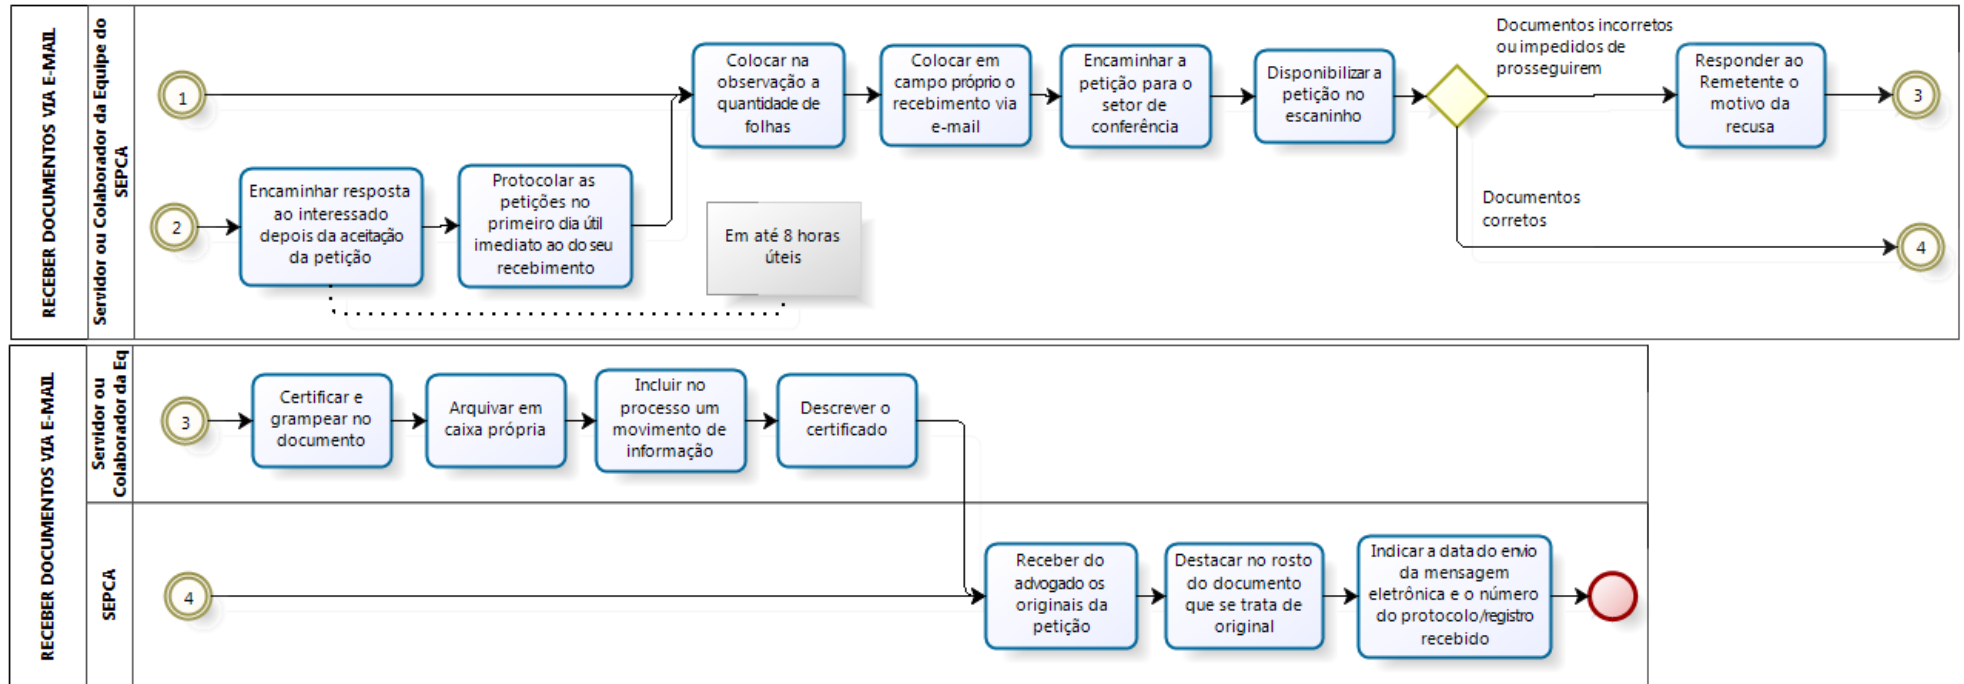 RECEBER DOCUMENTOS VIA E-MAIL
Servidor ou Colaborador da Equipe do
SEPCA
1
Colocar na
observação a
quantidade de
folhas
Colocar em
campo próprio o
recebimento via
e-mail
Encaminhar a
petição para o
setor de
conferência
Disponibilizar a
petição no
escaninho
Documentos incorretos
ou impedidos de
prosseguirem
Responder ao
Remetente o
motivo da
recusa
3
2
Encaminhar resposta
ao interessado
depois da aceitação
da petição
Protocolar as
petições no
primeiro dia útil
imediato ao do seu
recebimento
Em até 8 horas
úteis
Documentos
corretos
4
RECEBER DOCUMENTOS VIA E-MAIL
Servidor ou
Colaborador da Eq
3
Certificar e
grampear no
documento
Arquivar em
caixa própria
Incluir no
processo um
movimento de
informação
Descrever o
certificado
SEPCA
4
Receber do
advogado os
originais da
petição
Destacar no rosto
do documento
que se trata de
original
Indicar a data do envio
da mensagem
eletrônica e o número
do protocolo/registro
recebido